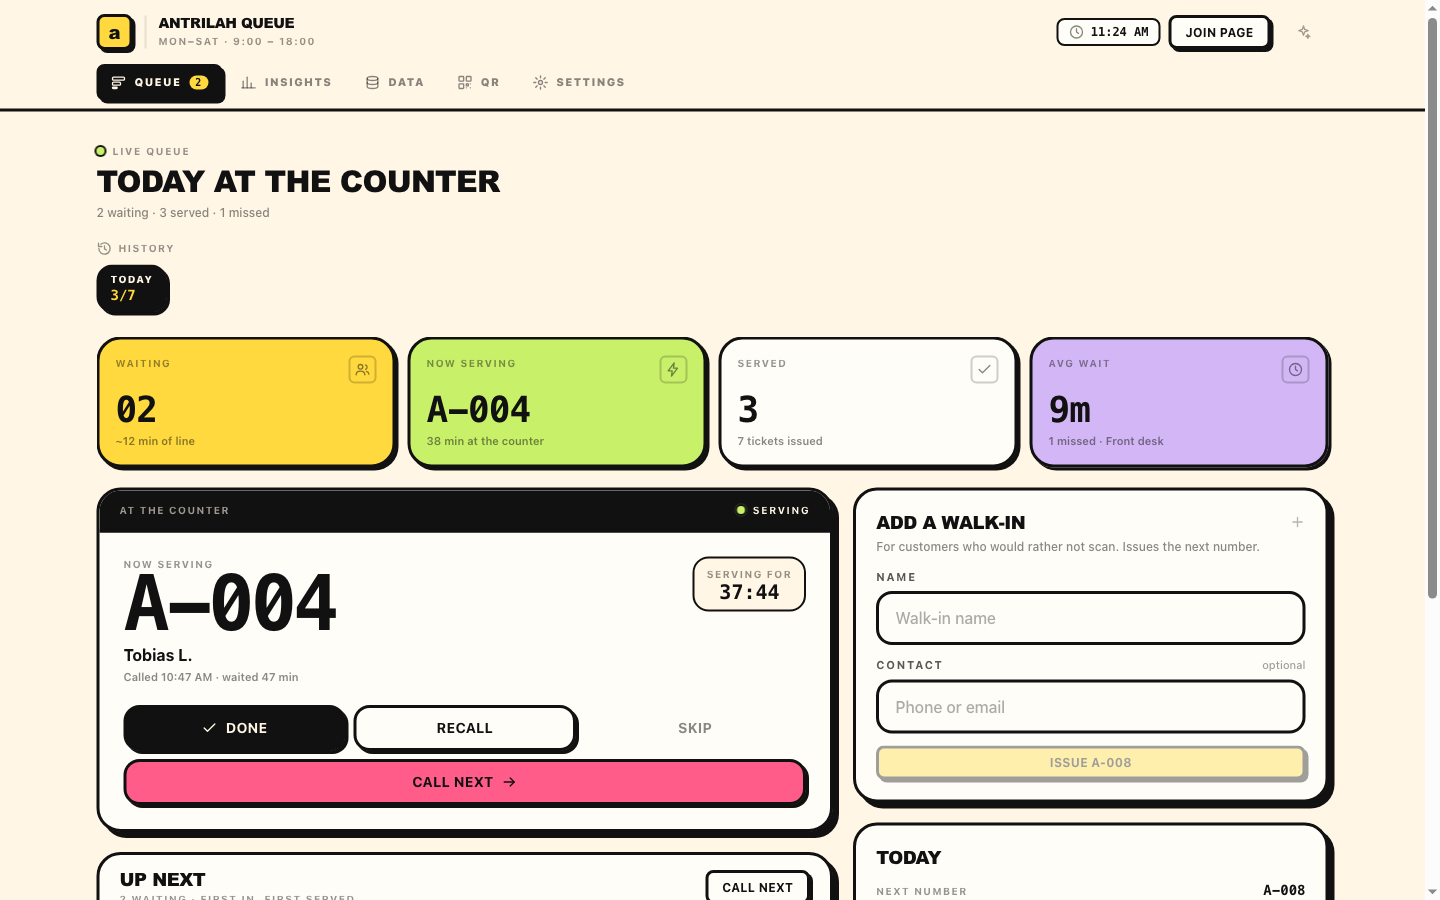 a
ANTRILAH QUEUE
MON–SAT · 9:00 – 18:00
11:24 AM
JOIN PAGE
QUEUE 2
INSIGHTS
DATA
QR
SETTINGS
LIVE QUEUE
TODAY AT THE COUNTER
2 waiting · 3 served · 1 missed
HISTORY
TODAY
3/7
WAITING
02
~12 min of line
NOW SERVING
A–004
38 min at the counter
SERVED
3
7 tickets issued
AVG WAIT
9m
1 missed · Front desk
AT THE COUNTER
SERVING
NOW SERVING
A–004
SERVING FOR
37:44
Tobias L.
Called 10:47 AM · waited 47 min
DONE
RECALL
SKIP
CALL NEXT →
ADD A WALK-IN
For customers who would rather not scan. Issues the next number.
NAME
Walk-in name
CONTACT
optional
Phone or email
ISSUE A-008
UP NEXT
2 WAITING · FIRST IN, FIRST SERVED
CALL NEXT
TODAY
NEXT NUMBER
A–008